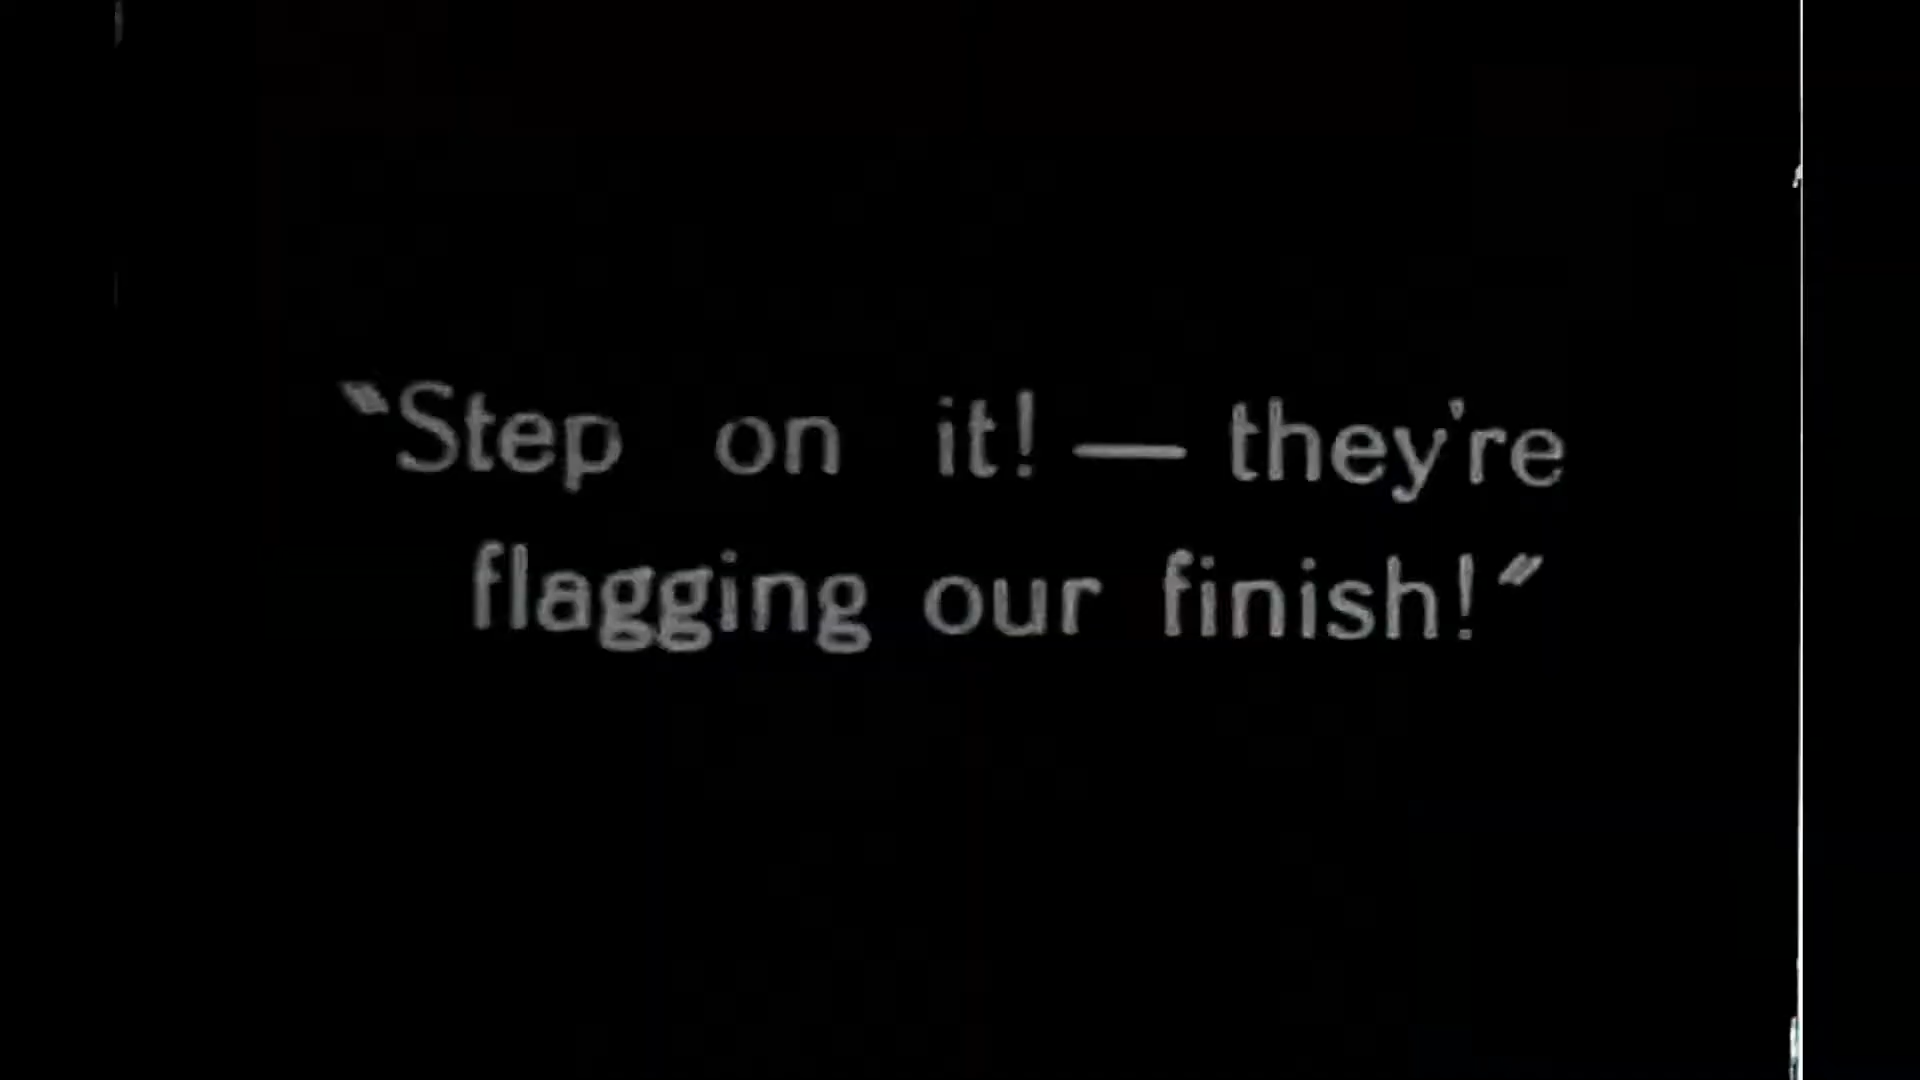 “Step on it! — they're
flagging our finish!”